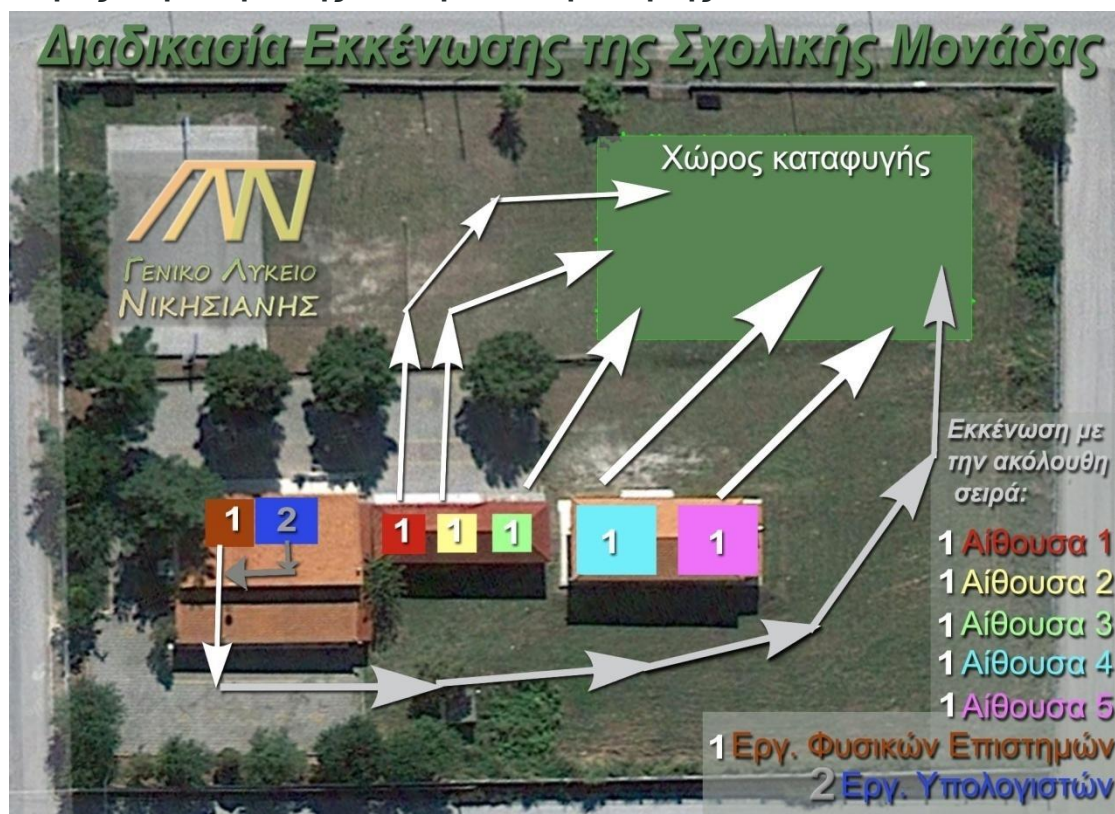 Διαδικασία Εκκένωσης της Σχολικής Μονάδας
Χώρος καταφυγής
ΓΕΝΙΚΟ ΛΥΚΕΙΟ
ΝΙΚΗΣΙΑΝΗΣ
1 2 1 1 1 1 1
Εκκένωση με
την ακόλουθη
σειρά:
1 Αίθουσα 1
1 Αίθουσα 2
1 Αίθουσα 3
1 Αίθουσα 4
1 Αίθουσα 5
1 Εργ. Φυσικών Επιστημών
2 Εργ. Υπολογιστών